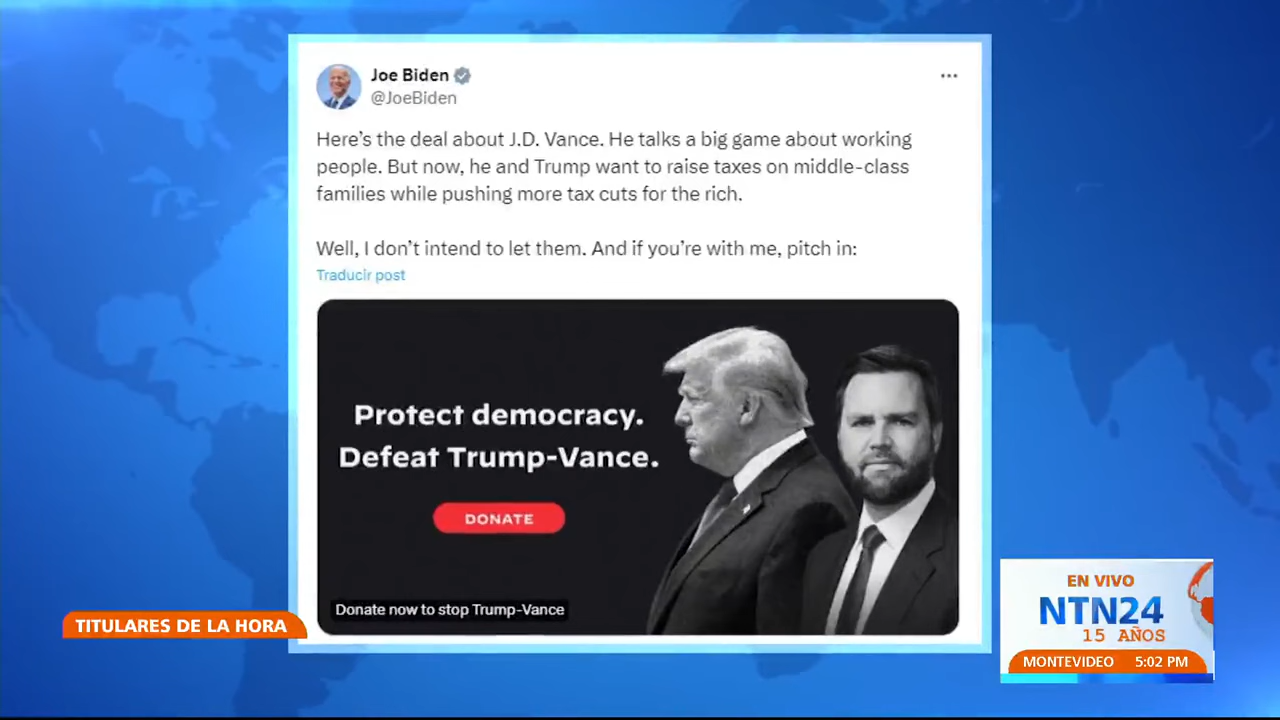 Joe Biden
@JoeBiden
Here's the deal about J.D. Vance. He talks a big game about working
people. But now, he and Trump want to raise taxes on middle-class
families while pushing more tax cuts for the rich.
Well, I don't intend to let them. And if you're with me, pitch in:
Traducir post
Protect democracy.
Defeat Trump-Vance.
DONATE
Donate now to stop Trump-Vance
TITULARES DE LA HORA
EN VIVO
NTN24
15 AÑOS
MONTEVIDEO 5:02 PM